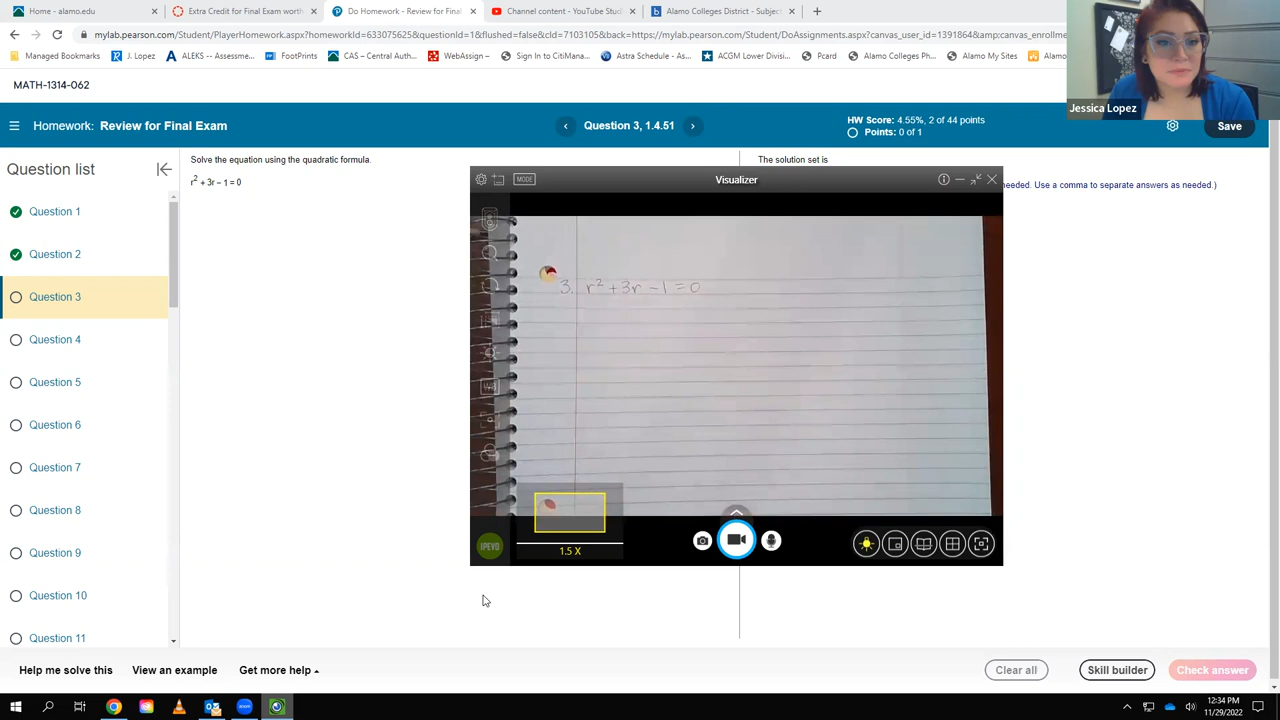 Home - alamo.edu
Extra Credit for Final Exam worth
Do Homework - Review for Final
Channel content - YouTube Stud
Alamo Colleges District - Subject
mylab.pearson.com/Student/PlayerHomework.aspx?homeworkId=633075625&questionId=1&flushed=false&cId=7103105&back=https://mylab.pearson.com/Student/DoAssignments.aspx?canvas_user_id=1391864&amp;canvas_enrollme
Managed Bookmarks
J. Lopez
ALEKS -- Assessme...
FootPrints
CAS – Central Auth...
WebAssign –
Sign In to CitiMana...
Astra Schedule - As...
ACGM Lower Divisi...
Pcard
Alamo Colleges Ph...
Alamo My Sites
Alamo
MATH-1314-062
Jessica Lopez
Homework: Review for Final Exam
Question 3, 1.4.51
HW Score: 4.55%, 2 of 44 points
Points: 0 of 1
Save
Question list
Question 1
Question 2
Question 3
Question 4
Question 5
Question 6
Question 7
Question 8
Question 9
Question 10
Question 11
Solve the equation using the quadratic formula.
r² + 3r − 1 = 0
The solution set is
needed. Use a comma to separate answers as needed.)
MODE
Visualizer
3. r² + 3r − 1 = 0
1.5 X
IPEVO
Help me solve this
View an example
Get more help
Clear all
Skill builder
Check answer
12:34 PM
11/29/2022